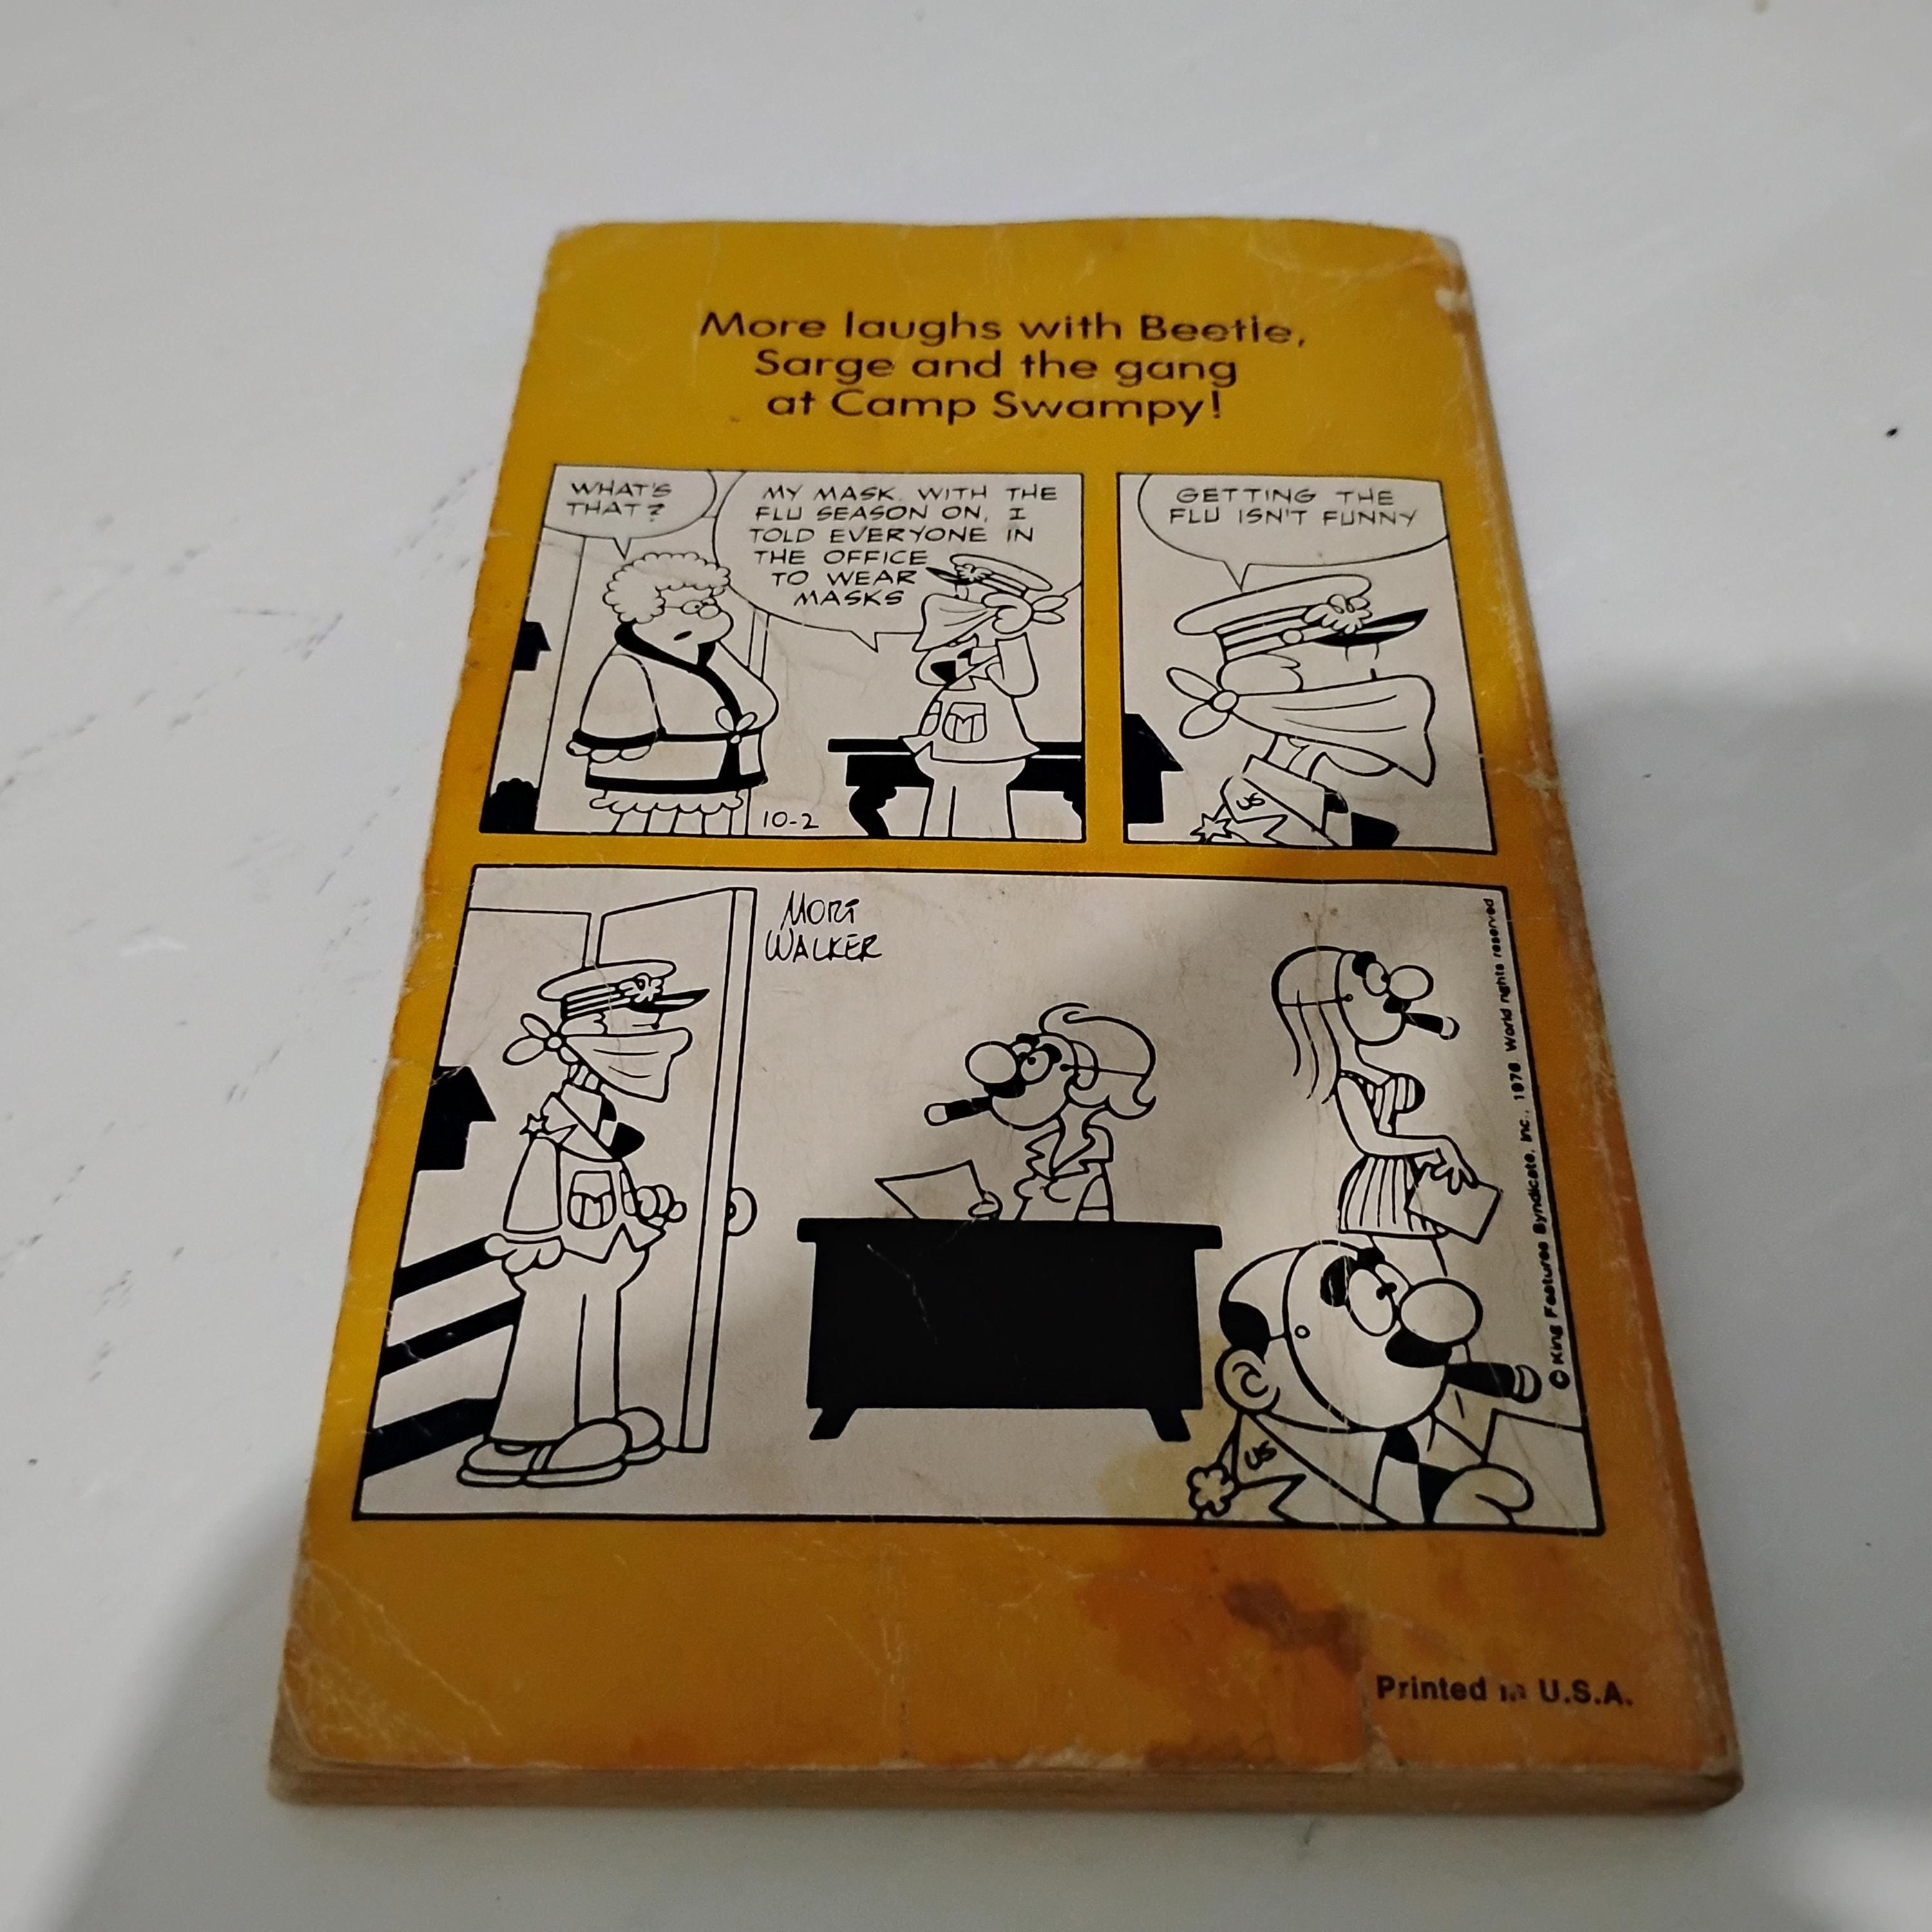 More laughs with Beetle,
Sarge and the gang
at Camp Swampy!
WHAT'S
THAT?
MY MASK. WITH THE
FLU SEASON ON, I
TOLD EVERYONE IN
THE OFFICE
TO WEAR
MASKS
10-2
GETTING THE
FLU ISN'T FUNNY
US
MORT
WALKER
US
© King Features Syndicate, Inc., 1976 World rights reserved
Printed in U.S.A.